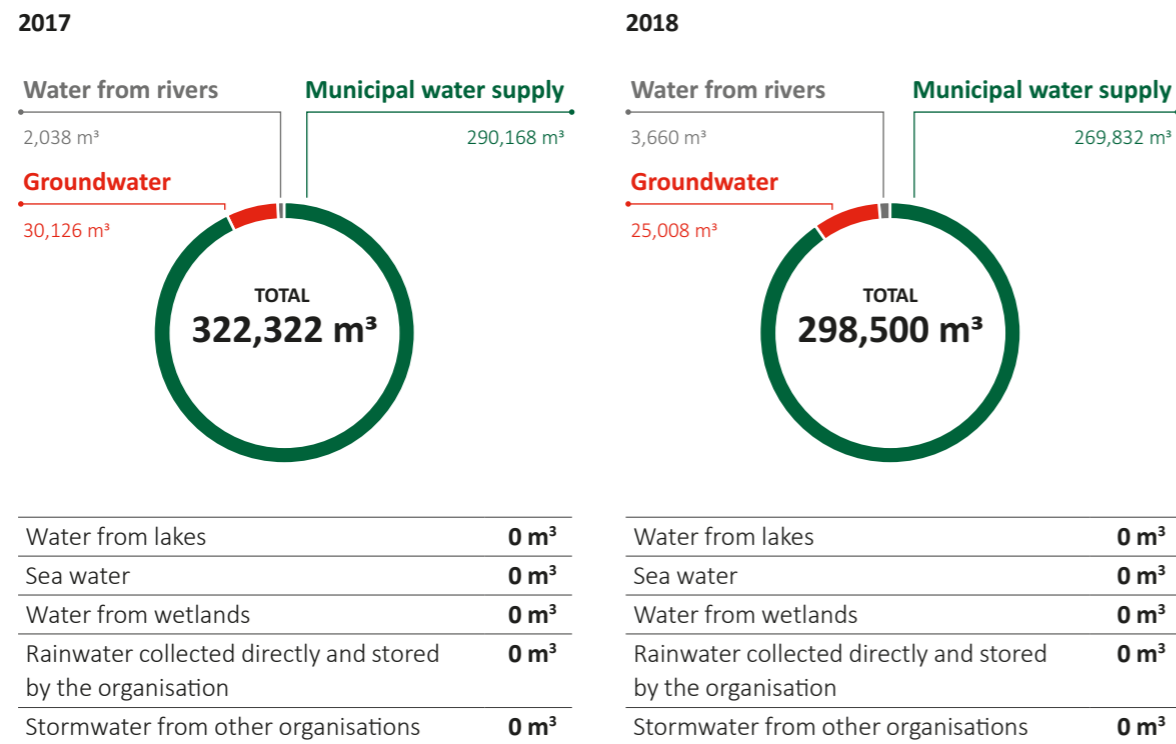 2017
Water from rivers
2,038 m³
Municipal water supply
290,168 m³
Groundwater
30,126 m³
TOTAL
322,322 m³
Water from lakes 0 m³
Sea water 0 m³
Water from wetlands 0 m³
Rainwater collected directly and stored 0 m³
by the organisation
Stormwater from other organisations 0 m³
2018
Water from rivers
3,660 m³
Municipal water supply
269,832 m³
Groundwater
25,008 m³
TOTAL
298,500 m³
Water from lakes 0 m³
Sea water 0 m³
Water from wetlands 0 m³
Rainwater collected directly and stored 0 m³
by the organisation
Stormwater from other organisations 0 m³